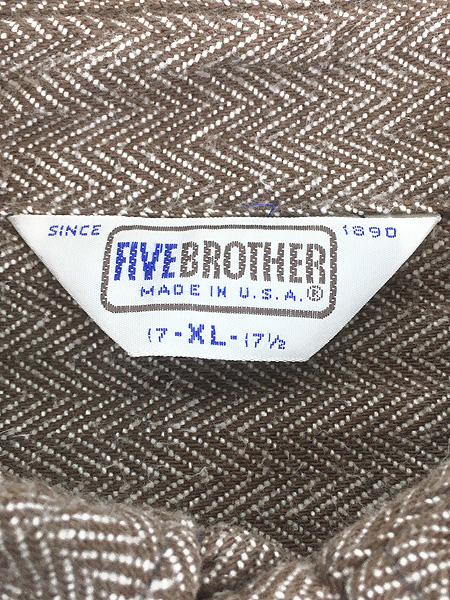 SINCE 1890
FIVE BROTHER
MADE IN U.S.A.®
17-XL-17½